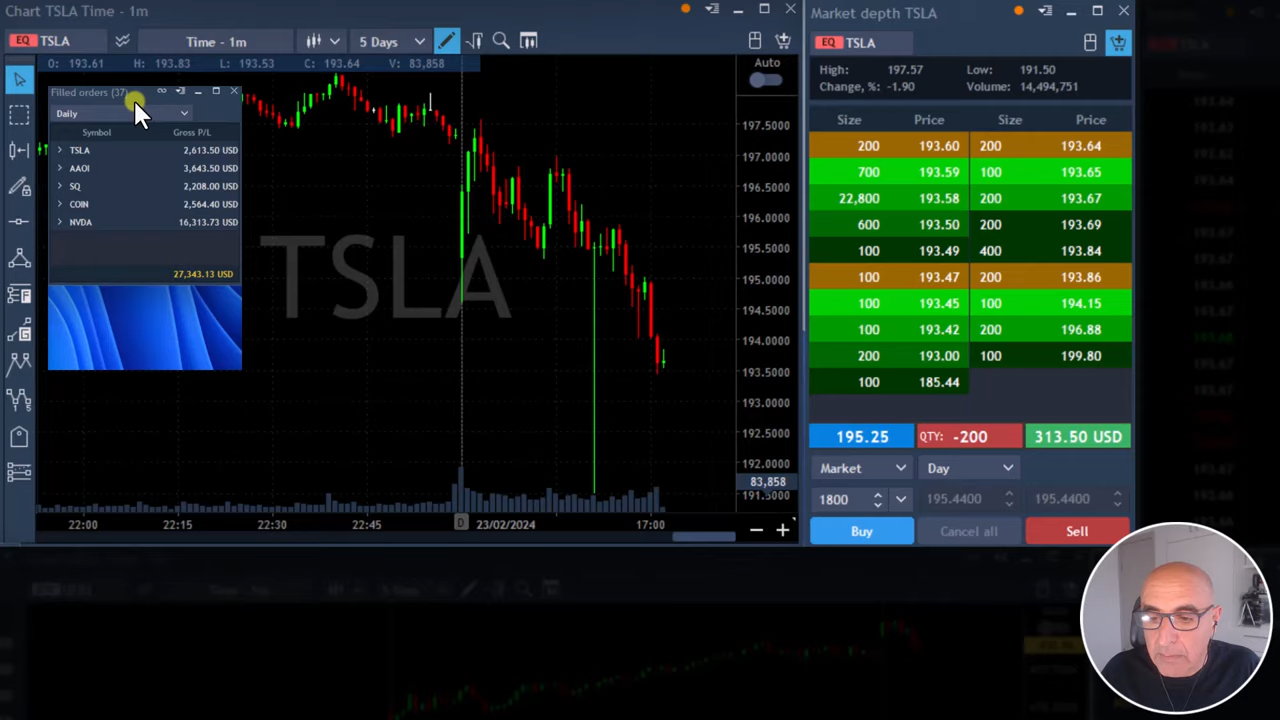 Chart TSLA Time - 1m
EQ TSLA Time - 1m 5 Days
O: 193.61 H: 193.83 L: 193.53 C: 193.64 V: 83,858
Auto
Filled orders (37)
Daily
Symbol Gross P/L
TSLA 2,613.50 USD
AAOI 3,643.50 USD
SQ 2,208.00 USD
COIN 2,564.40 USD
NVDA 16,313.73 USD
27,343.13 USD
TSLA
197.5000
197.0000
196.5000
196.0000
195.5000
195.0000
194.5000
194.0000
193.5000
193.0000
192.5000
192.0000
83,858
191.5000
22:00 22:15 22:30 22:45 D 23/02/2024 17:00
Market depth TSLA
EQ TSLA
High: 197.57 Low: 191.50
Change, % -1.90 Volume: 14,494,751
Size Price Size Price
200 193.60 200 193.64
700 193.59 100 193.65
22,800 193.58 200 193.67
600 193.50 200 193.69
100 193.49 400 193.84
100 193.47 200 193.86
100 193.45 100 194.15
100 193.42 200 196.88
200 193.00 100 199.80
100 185.44
195.25 QTY: -200 313.50 USD
Market Day
1800 195.4400 195.4400
Buy Cancel all Sell